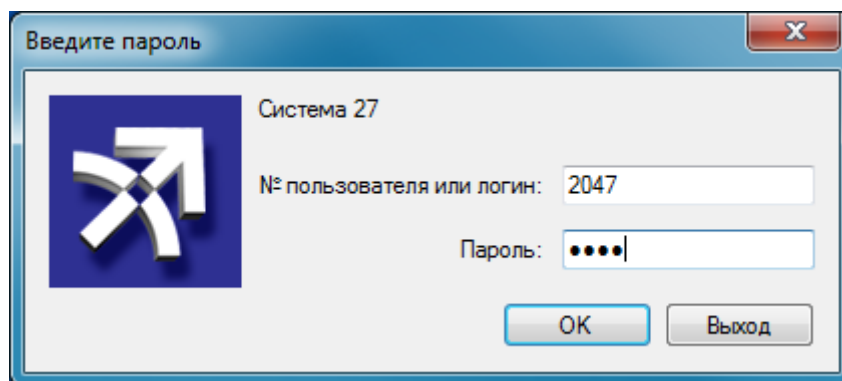 Введите пароль
Система 27
№ пользователя или логин: 2047
Пароль: ●●●●
OK Выход